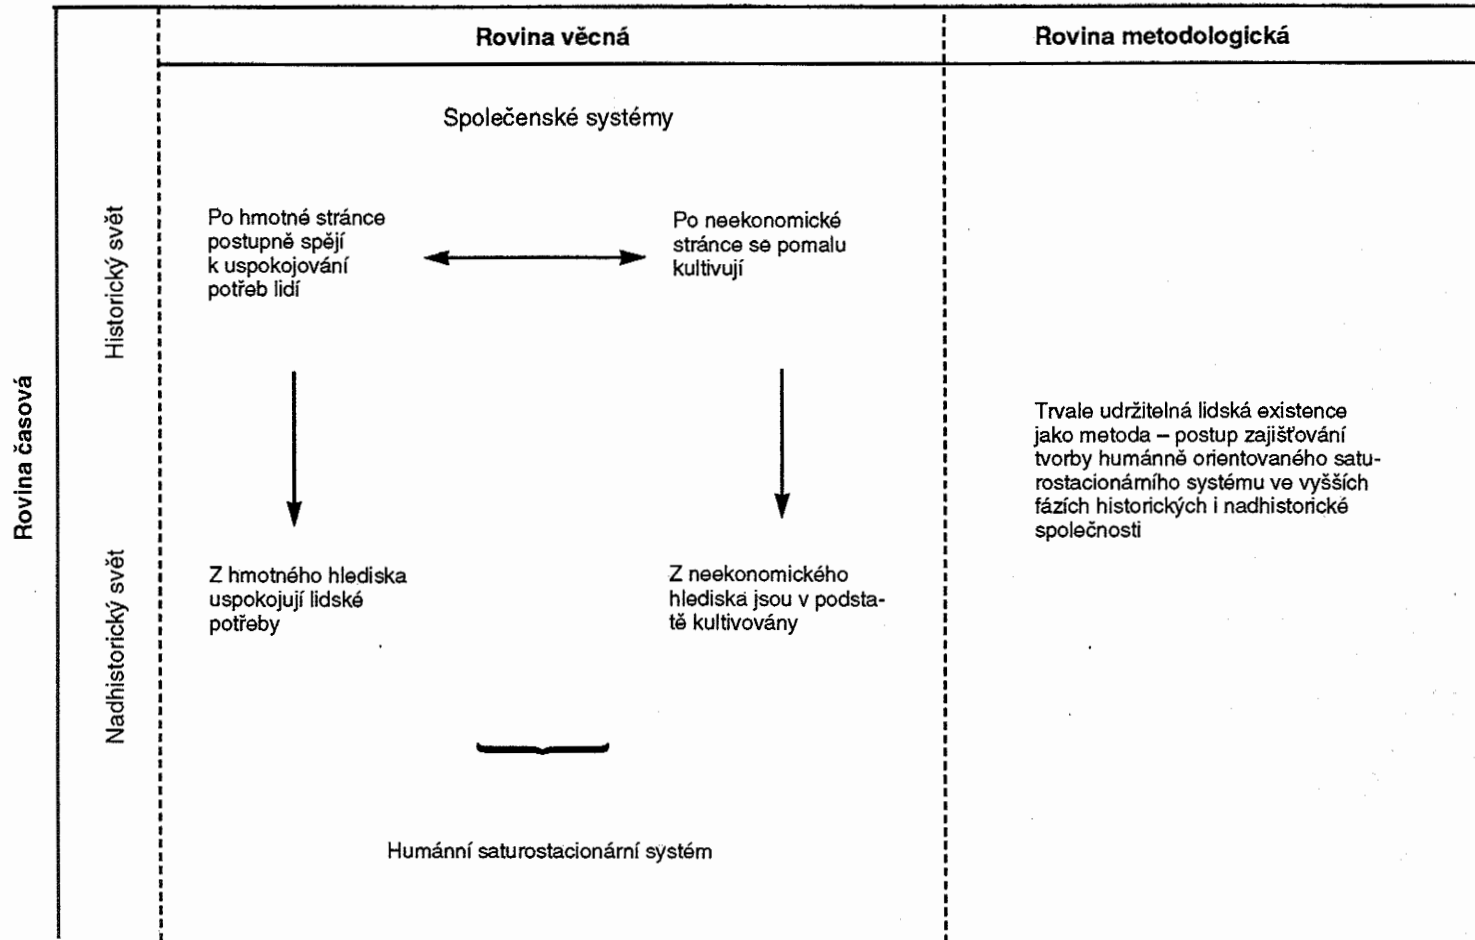 Rovina věcná
Rovina metodologická
Společenské systémy
Rovina časová
Historický svět
Po hmotné stránce
postupně spějí
k uspokojování
potřeb lidí
Po neekonomické
stránce se pomalu
kultivují
Trvale udržitelná lidská existence
jako metoda – postup zajišťování
tvorby humánně orientovaného satu-
rostacionárního systému ve vyšších
fázích historických i nadhistorické
společnosti
Nadhistorický svět
Z hmotného hlediska
uspokojují lidské
potřeby
Z neekonomického
hlediska jsou v podsta-
tě kultivovány
Humánní saturostacionární systém